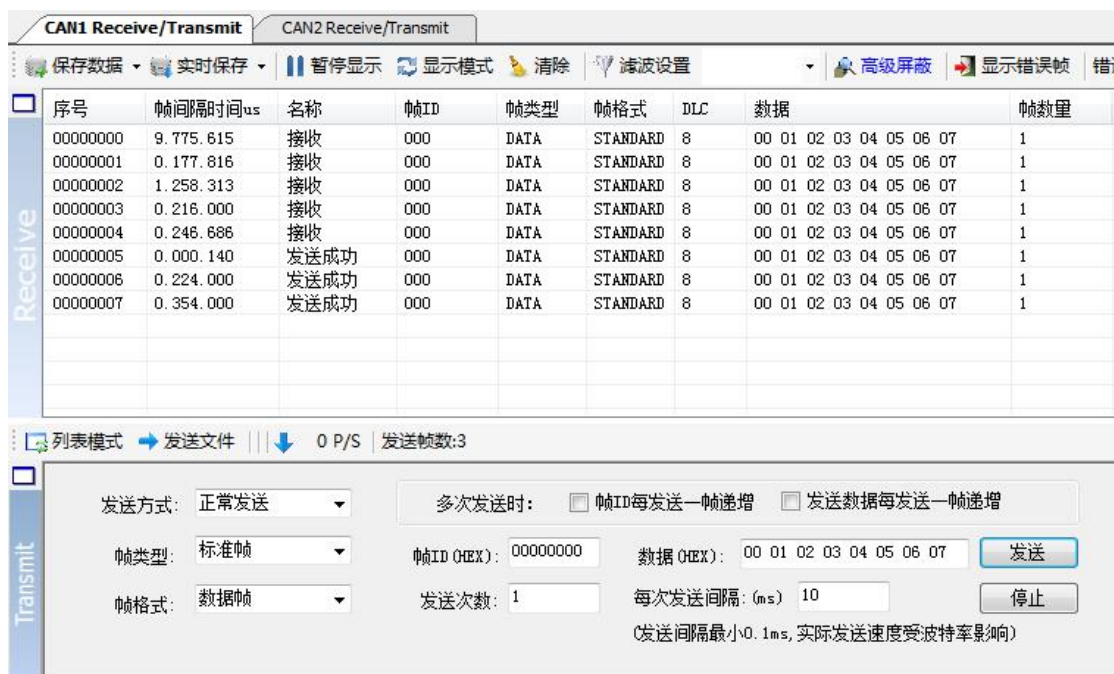 CAN1 Receive/Transmit CAN2 Receive/Transmit
保存数据 实时保存 暂停显示 显示模式 清除 滤波设置 高级屏蔽 显示错误帧
序号 帧间隔时间us 名称 帧ID 帧类型 帧格式 DLC 数据 帧数量
00000000 9.775.615 接收 000 DATA STANDARD 8 00 01 02 03 04 05 06 07 1
00000001 0.177.816 接收 000 DATA STANDARD 8 00 01 02 03 04 05 06 07 1
00000002 1.258.313 接收 000 DATA STANDARD 8 00 01 02 03 04 05 06 07 1
00000003 0.216.000 接收 000 DATA STANDARD 8 00 01 02 03 04 05 06 07 1
00000004 0.246.686 接收 000 DATA STANDARD 8 00 01 02 03 04 05 06 07 1
00000005 0.000.140 发送成功 000 DATA STANDARD 8 00 01 02 03 04 05 06 07 1
00000006 0.224.000 发送成功 000 DATA STANDARD 8 00 01 02 03 04 05 06 07 1
00000007 0.354.000 发送成功 000 DATA STANDARD 8 00 01 02 03 04 05 06 07 1
Receive
列表模式 发送文件 0 P/S 发送帧数:3
发送方式: 正常发送 多次发送时: 帧ID每发送一帧递增 发送数据每发送一帧递增
帧类型: 标准帧 帧ID(HEX): 00000000 数据(HEX): 00 01 02 03 04 05 06 07 发送
帧格式: 数据帧 发送次数: 1 每次发送间隔:(ms) 10 停止
(发送间隔最小0.1ms,实际发送速度受波特率影响)
Transmit